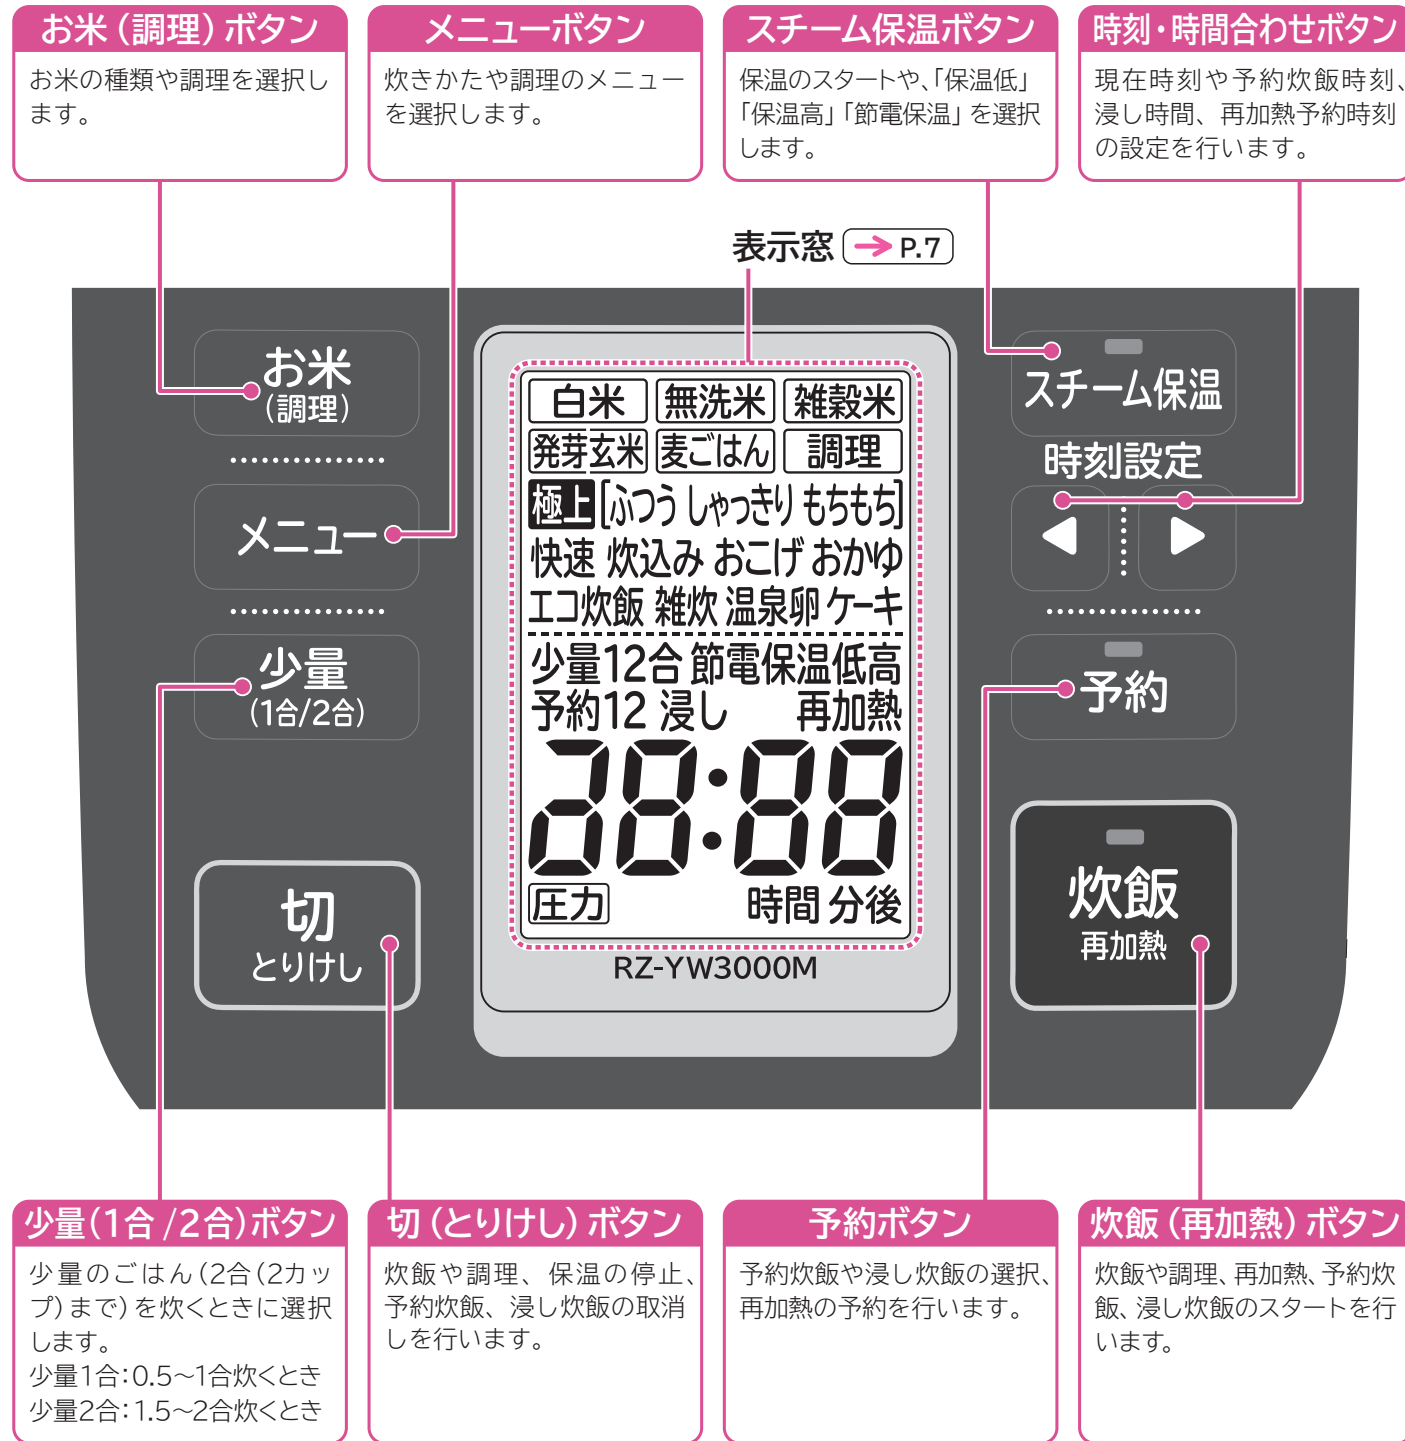 お米（調理）ボタン
お米の種類や調理を選択し
ます。
メニューボタン
炊きかたや調理のメニュー
を選択します。
スチーム保温ボタン
保温のスタートや、「保温低」
「保温高」「節電保温」を選択
します。
時刻・時間合わせボタン
現在時刻や予約炊飯時刻、
浸し時間、再加熱予約時刻
の設定を行います。
表示窓 → P.7
お米
（調理）
メニュー
少量
（1合/2合）
切
とりけし
白米 無洗米 雑穀米
発芽玄米 麦ごはん 調理
極上 [ふつう しゃっきり もちもち]
快速 炊込み おこげ おかゆ
エコ炊飯 雑炊 温泉卵 ケーキ
少量12合 節電保温低高
予約12 浸し 再加熱
28:88
圧力 時間 分後
RZ-YW3000M
スチーム保温
時刻設定
◀ ▶
予約
炊飯
再加熱
少量（1合/2合）ボタン
少量のごはん（2合（2カッ
プ）まで）を炊くときに選択
します。
少量1合：0.5〜1合炊くとき
少量2合：1.5〜2合炊くとき
切（とりけし）ボタン
炊飯や調理、保温の停止、
予約炊飯、浸し炊飯の取消
しを行います。
予約ボタン
予約炊飯や浸し炊飯の選択、
再加熱の予約を行います。
炊飯（再加熱）ボタン
炊飯や調理、再加熱、予約炊
飯、浸し炊飯のスタートを行
います。